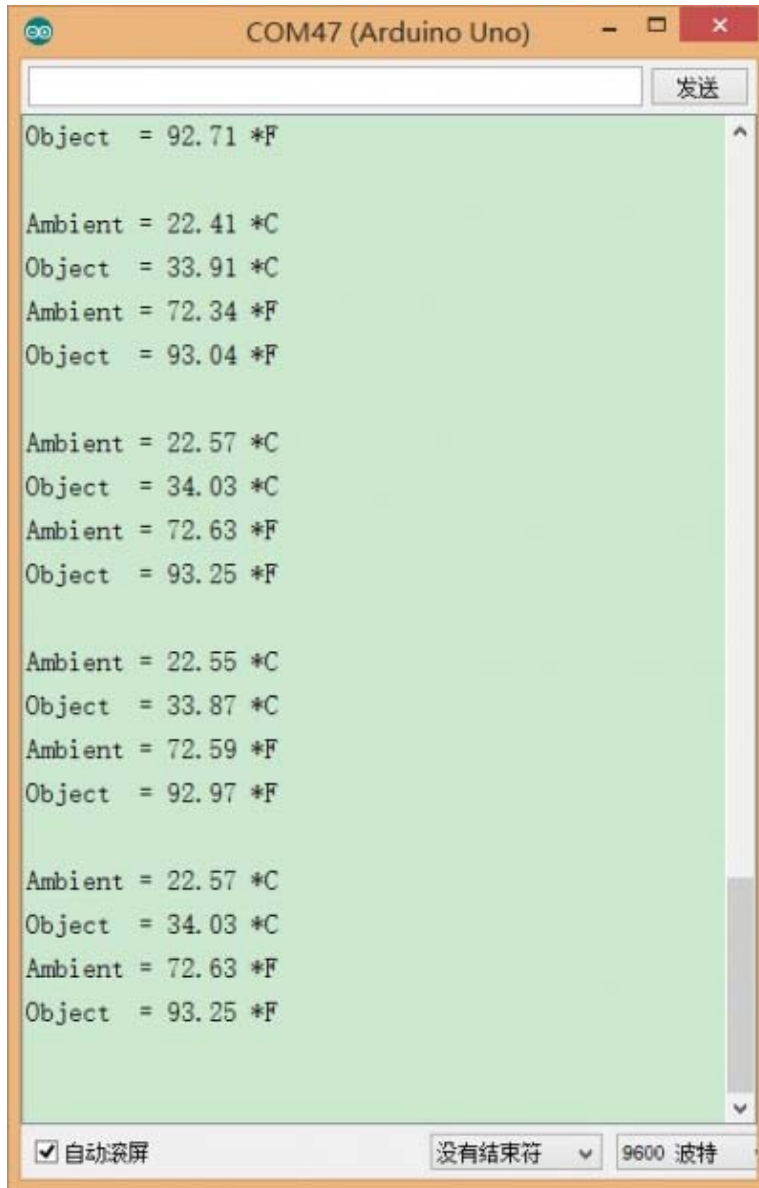 COM47 (Arduino Uno)
发送
Object  = 92.71 *F
Ambient = 22.41 *C
Object  = 33.91 *C
Ambient = 72.34 *F
Object  = 93.04 *F
Ambient = 22.57 *C
Object  = 34.03 *C
Ambient = 72.63 *F
Object  = 93.25 *F
Ambient = 22.55 *C
Object  = 33.87 *C
Ambient = 72.59 *F
Object  = 92.97 *F
Ambient = 22.57 *C
Object  = 34.03 *C
Ambient = 72.63 *F
Object  = 93.25 *F
自动滚屏 没有结束符 9600 波特